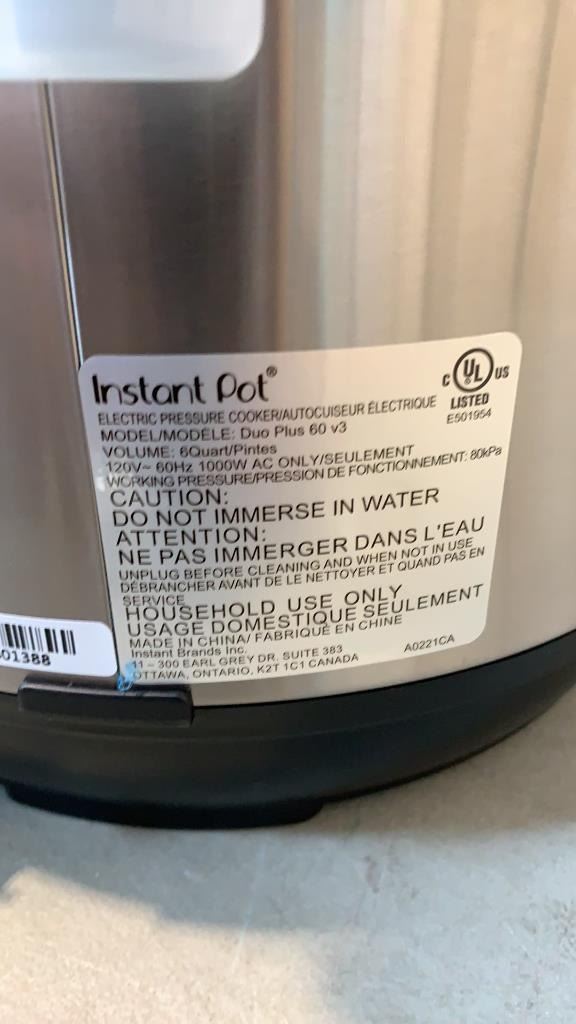 Instant Pot®
C UL US
LISTED
E501954
ELECTRIC PRESSURE COOKER/AUTOCUISEUR ÉLECTRIQUE
MODEL/MODÈLE: Duo Plus 60 v3
VOLUME: 6Quart/Pintes
120V~ 60Hz 1000W AC ONLY/SEULEMENT
WORKING PRESSURE/PRESSION DE FONCTIONNEMENT: 80kPa
CAUTION:
DO NOT IMMERSE IN WATER
ATTENTION:
NE PAS IMMERGER DANS L'EAU
UNPLUG BEFORE CLEANING AND WHEN NOT IN USE
DÉBRANCHER AVANT DE LE NETTOYER ET QUAND PAS EN
SERVICE
HOUSEHOLD USE ONLY
USAGE DOMESTIQUE SEULEMENT
MADE IN CHINA/ FABRIQUÉ EN CHINE
Instant Brands Inc.
11 – 300 EARL GREY DR. SUITE 383
OTTAWA, ONTARIO, K2T 1C1 CANADA
A0221CA
01388